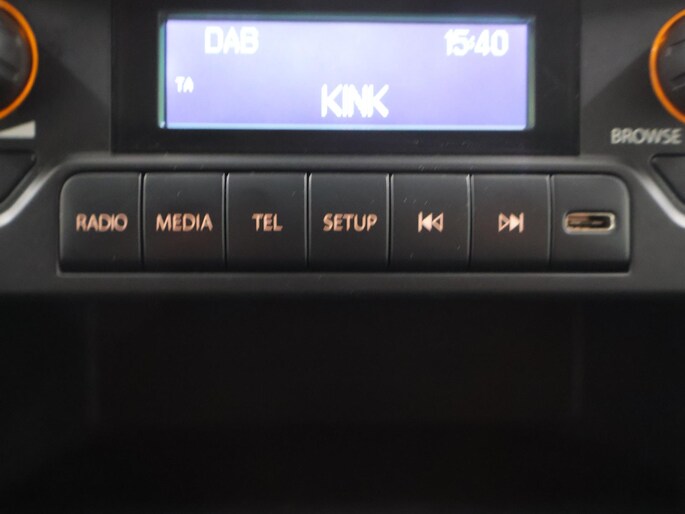 DAB 15:40
TA
KINK
BROWSE
RADIO MEDIA TEL SETUP